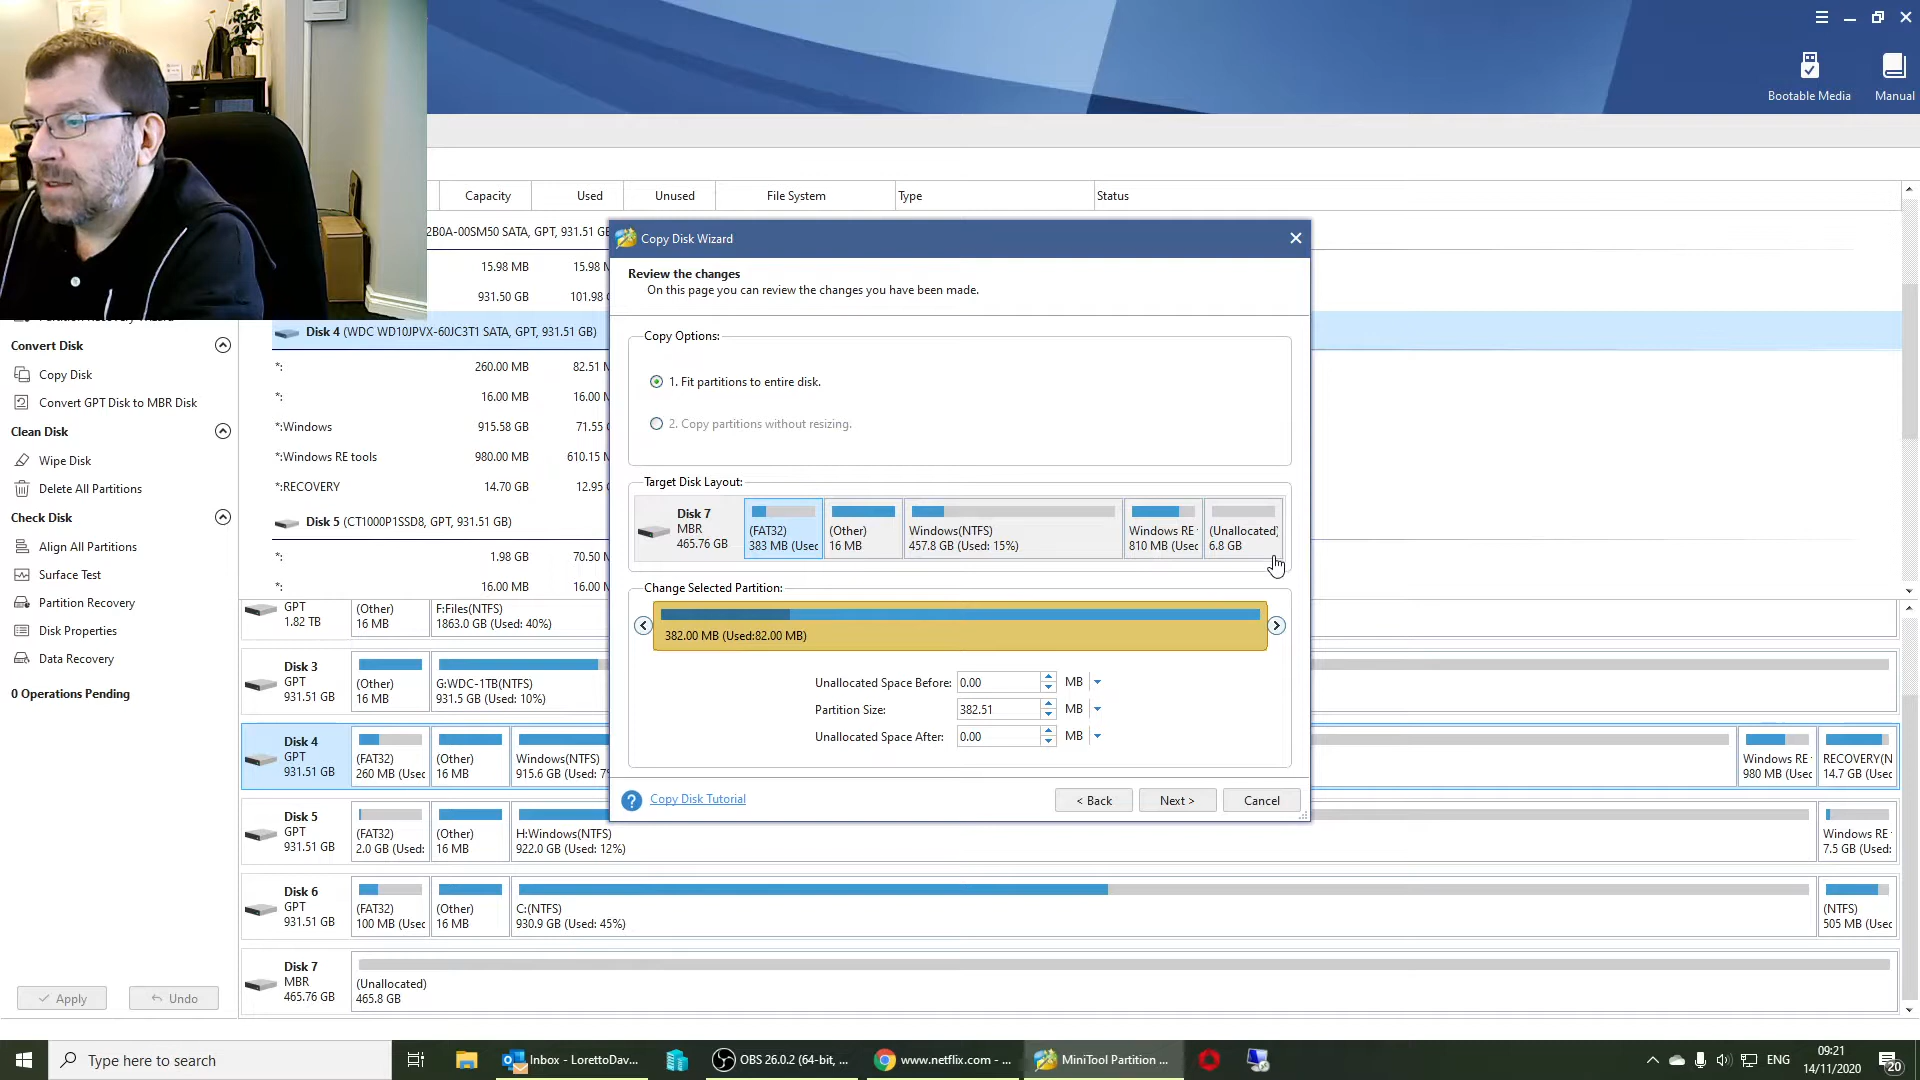 Bootable Media
Manual
Capacity
Used
Unused
File System
Type
Status
2B0A-00SM50 SATA, GPT, 931.51 G
15.98 MB
15.98 M
931.50 GB
101.98 G
Disk 4 (WDC WD10JPVX-60JC3T1 SATA, GPT, 931.51 GB)
*:
260.00 MB
82.51 M
*:
16.00 MB
16.00 M
*:Windows
915.58 GB
71.55 G
*:Windows RE tools
980.00 MB
610.15 M
*:RECOVERY
14.70 GB
12.95 G
Disk 5 (CT1000P1SSD8, GPT, 931.51 GB)
*:
1.98 GB
70.50 M
*:
16.00 MB
16.00 M
Convert Disk
Copy Disk
Convert GPT Disk to MBR Disk
Clean Disk
Wipe Disk
Delete All Partitions
Check Disk
Align All Partitions
Surface Test
Partition Recovery
Disk Properties
Data Recovery
0 Operations Pending
Apply
Undo
Copy Disk Wizard
Review the changes
On this page you can review the changes you have been made.
Copy Options:
1. Fit partitions to entire disk.
2. Copy partitions without resizing.
Target Disk Layout:
Disk 7
MBR
465.76 GB
(FAT32)
383 MB (Used
(Other)
16 MB
Windows(NTFS)
457.8 GB (Used: 15%)
Windows RE
810 MB (Used
(Unallocated)
6.8 GB
Change Selected Partition:
382.00 MB (Used:82.00 MB)
Unallocated Space Before:
0.00
MB
Partition Size:
382.51
MB
Unallocated Space After:
0.00
MB
Copy Disk Tutorial
< Back
Next >
Cancel
GPT
1.82 TB
(Other)
16 MB
F:Files(NTFS)
1863.0 GB (Used: 40%)
Disk 3
GPT
931.51 GB
(Other)
16 MB
G:WDC-1TB(NTFS)
931.5 GB (Used: 10%)
Disk 4
GPT
931.51 GB
(FAT32)
260 MB (Used
(Other)
16 MB
Windows(NTFS)
915.6 GB (Used: 7%
Windows RE
980 MB (Used
RECOVERY(N
14.7 GB (Used
Disk 5
GPT
931.51 GB
(FAT32)
2.0 GB (Used:
(Other)
16 MB
H:Windows(NTFS)
922.0 GB (Used: 12%)
Windows RE
7.5 GB (Used:
Disk 6
GPT
931.51 GB
(FAT32)
100 MB (Used
(Other)
16 MB
C:(NTFS)
930.9 GB (Used: 45%)
(NTFS)
505 MB (Used
Disk 7
MBR
465.76 GB
(Unallocated)
465.8 GB
Type here to search
Inbox - LorettoDav...
OBS 26.0.2 (64-bit, ...
www.netflix.com - ...
MiniTool Partition ...
ENG
09:21
14/11/2020
20